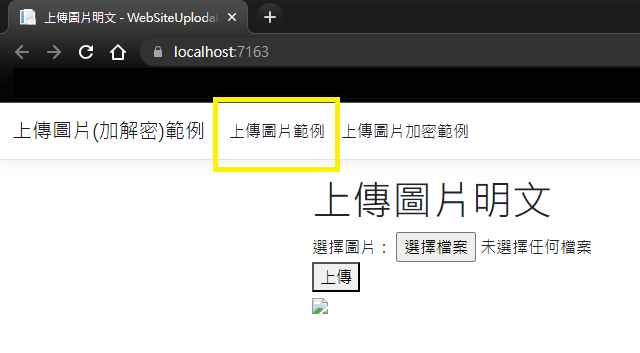 上傳圖片明文 - WebSiteUploda
localhost:7163
上傳圖片(加解密)範例 上傳圖片範例 上傳圖片加密範例
上傳圖片明文
選擇圖片： 選擇檔案 未選擇任何檔案
上傳